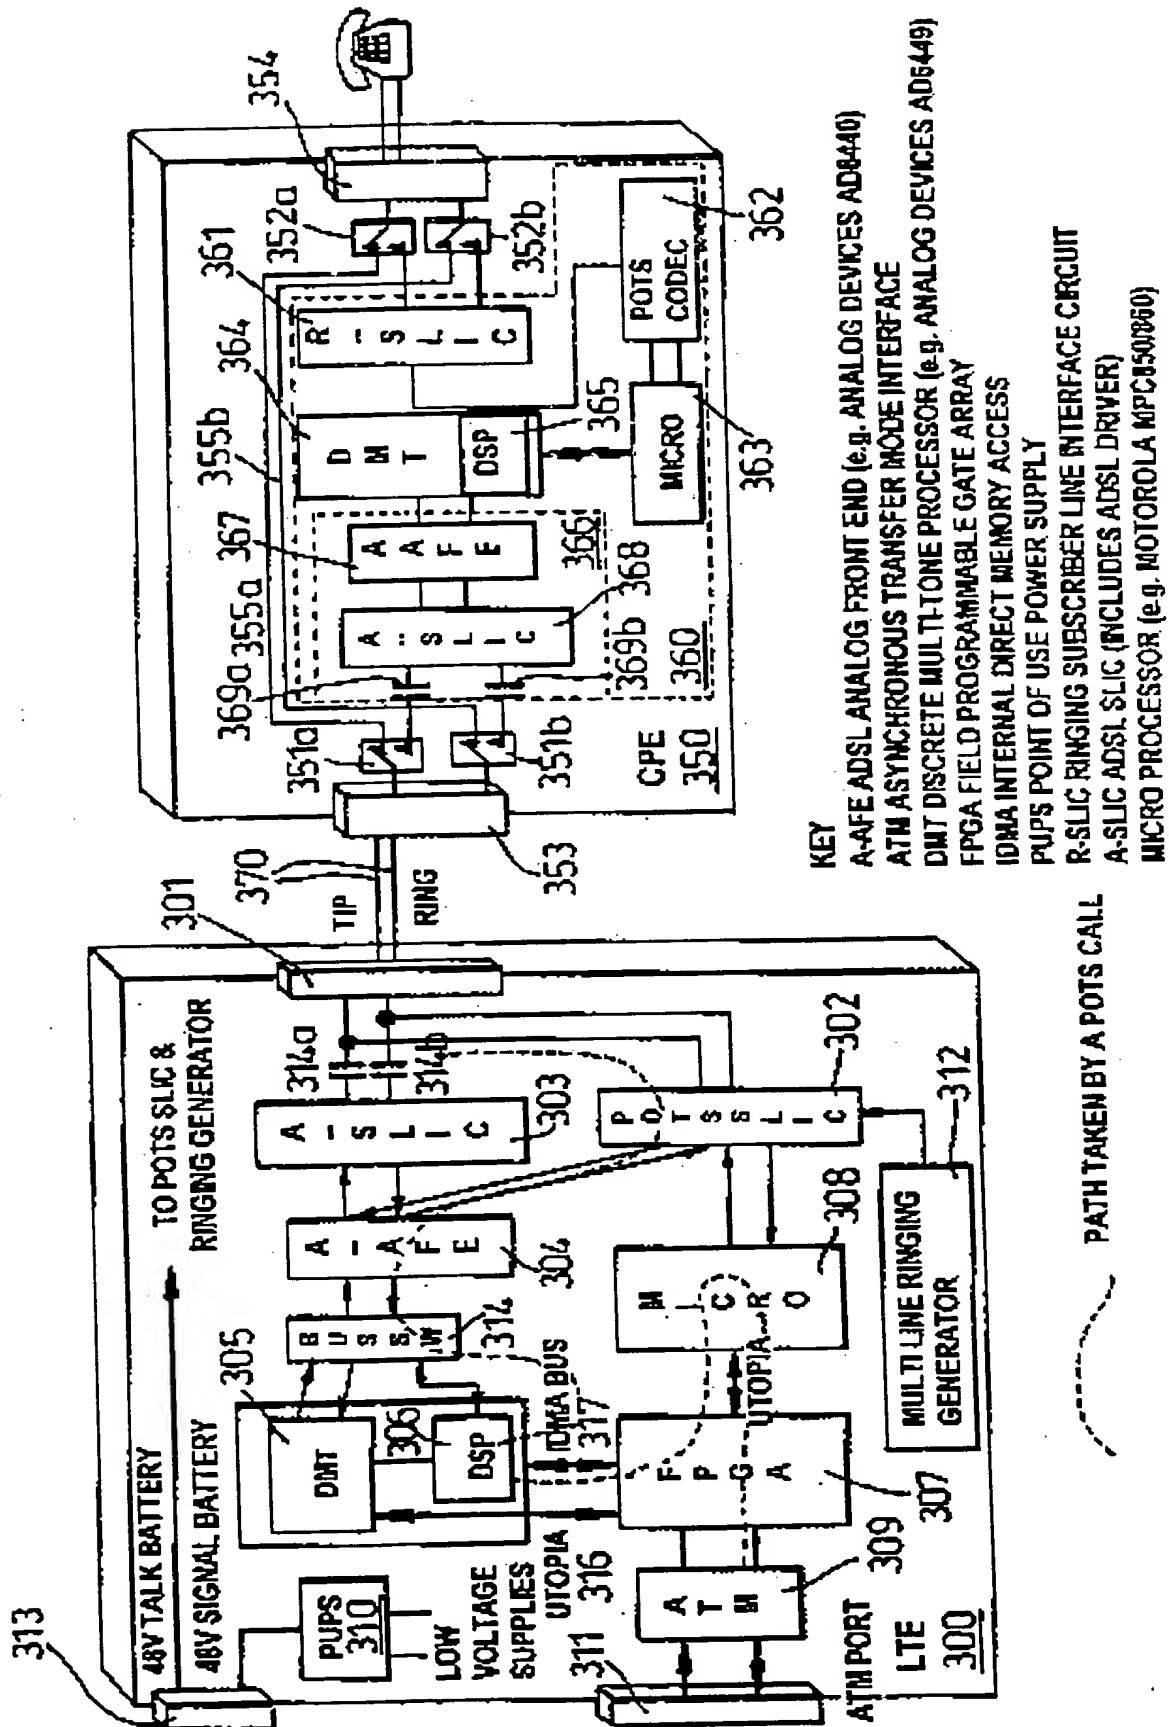 313
48V TALK BATTERY
48V SIGNAL BATTERY
TO POTS SLIC &
RINGING GENERATOR
PUPS
310
LOW
VOLTAGE
SUPPLIES
305
DMT
306
DSP
BUS SW
314
A-AFE
304
A-SLIC
303
314a
314b
301
TIP
RING
370
UTOPIA
316
IDMA BUS
317
FPGA
307
UTOPIA
MICRO
308
POTS SLIC
302
MULTI LINE RINGING
GENERATOR
312
ATM
309
311
ATM PORT
LTE
300
353
351a
351b
369a
369b
355a
355b
A-SLIC
368
A AFE
367
366
DMT
364
DSP
365
R-SLIC
361
352a
352b
354
MICRO
363
POTS
CODEC
362
360
CPE
350
KEY
A-AFE ADSL ANALOG FRONT END (e.g. ANALOG DEVICES AD6440)
ATM ASYNCHRONOUS TRANSFER MODE INTERFACE
DMT DISCRETE MULTI-TONE PROCESSOR (e.g. ANALOG DEVICES AD6449)
FPGA FIELD PROGRAMMABLE GATE ARRAY
IDMA INTERNAL DIRECT MEMORY ACCESS
PUPS POINT OF USE POWER SUPPLY
R-SLIC RINGING SUBSCRIBER LINE INTERFACE CIRCUIT
A-SLIC ADSL SLIC (INCLUDES ADSL DRIVER)
MICRO PROCESSOR (e.g. MOTOROLA MPC850/860)
PATH TAKEN BY A POTS CALL